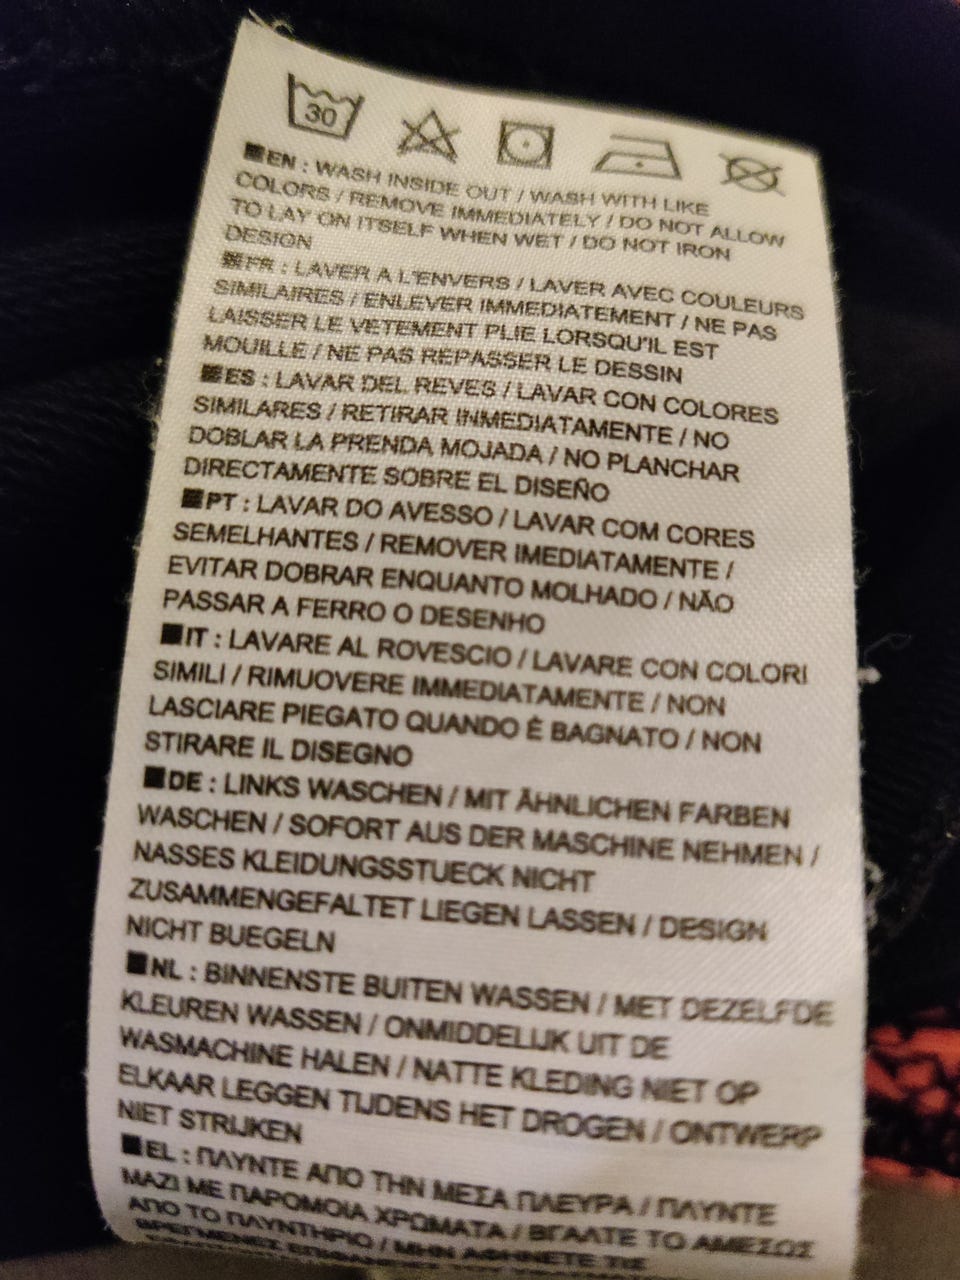 30
EN : WASH INSIDE OUT / WASH WITH LIKE
COLORS / REMOVE IMMEDIATELY / DO NOT ALLOW
TO LAY ON ITSELF WHEN WET / DO NOT IRON
DESIGN
FR : LAVER A L'ENVERS / LAVER AVEC COULEURS
SIMILAIRES / ENLEVER IMMEDIATEMENT / NE PAS
LAISSER LE VETEMENT PLIE LORSQU'IL EST
MOUILLE / NE PAS REPASSER LE DESSIN
ES : LAVAR DEL REVES / LAVAR CON COLORES
SIMILARES / RETIRAR INMEDIATAMENTE / NO
DOBLAR LA PRENDA MOJADA / NO PLANCHAR
DIRECTAMENTE SOBRE EL DISEÑO
PT : LAVAR DO AVESSO / LAVAR COM CORES
SEMELHANTES / REMOVER IMEDIATAMENTE /
EVITAR DOBRAR ENQUANTO MOLHADO / NÃO
PASSAR A FERRO O DESENHO
IT : LAVARE AL ROVESCIO / LAVARE CON COLORI
SIMILI / RIMUOVERE IMMEDIATAMENTE / NON
LASCIARE PIEGATO QUANDO È BAGNATO / NON
STIRARE IL DISEGNO
DE : LINKS WASCHEN / MIT ÄHNLICHEN FARBEN
WASCHEN / SOFORT AUS DER MASCHINE NEHMEN /
NASSES KLEIDUNGSSTUECK NICHT
ZUSAMMENGEFALTET LIEGEN LASSEN / DESIGN
NICHT BUEGELN
NL : BINNENSTE BUITEN WASSEN / MET DEZELFDE
KLEUREN WASSEN / ONMIDDELIJK UIT DE
WASMACHINE HALEN / NATTE KLEDING NIET OP
ELKAAR LEGGEN TIJDENS HET DROGEN / ONTWERP
NIET STRIJKEN
EL : ΠΛΥΝΤΕ ΑΠΟ ΤΗΝ ΜΕΣΑ ΠΛΕΥΡΑ / ΠΛΥΝΤΕ
ΜΑΖΙ ΜΕ ΠΑΡΟΜΟΙΑ ΧΡΩΜΑΤΑ / ΒΓΑΛΤΕ ΤΟ ΑΜΕΣΩΣ
ΑΠΟ ΤΟ ΠΛΥΝΤΗΡΙΟ / ΜΗΝ ΑΦΗΝΕΤΕ ΤΙΣ
ΒΡΕΓΜΕΝΕΣ